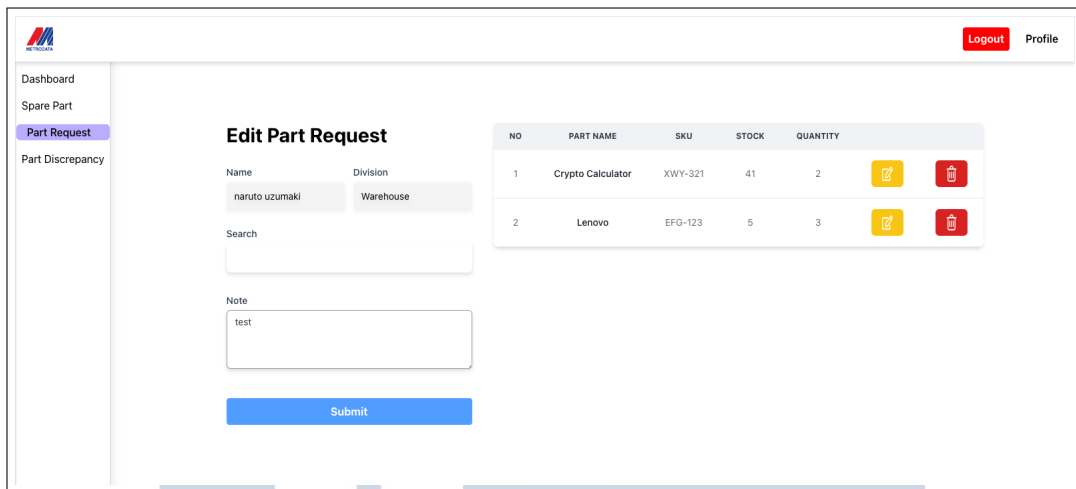 METRODATA
Logout Profile
Dashboard
Spare Part
Part Request
Part Discrepancy
Edit Part Request
Name Division
naruto uzumaki Warehouse
Search
Note
test
Submit
NO PART NAME SKU STOCK QUANTITY
1 Crypto Calculator XWY-321 41 2
2 Lenovo EFG-123 5 3